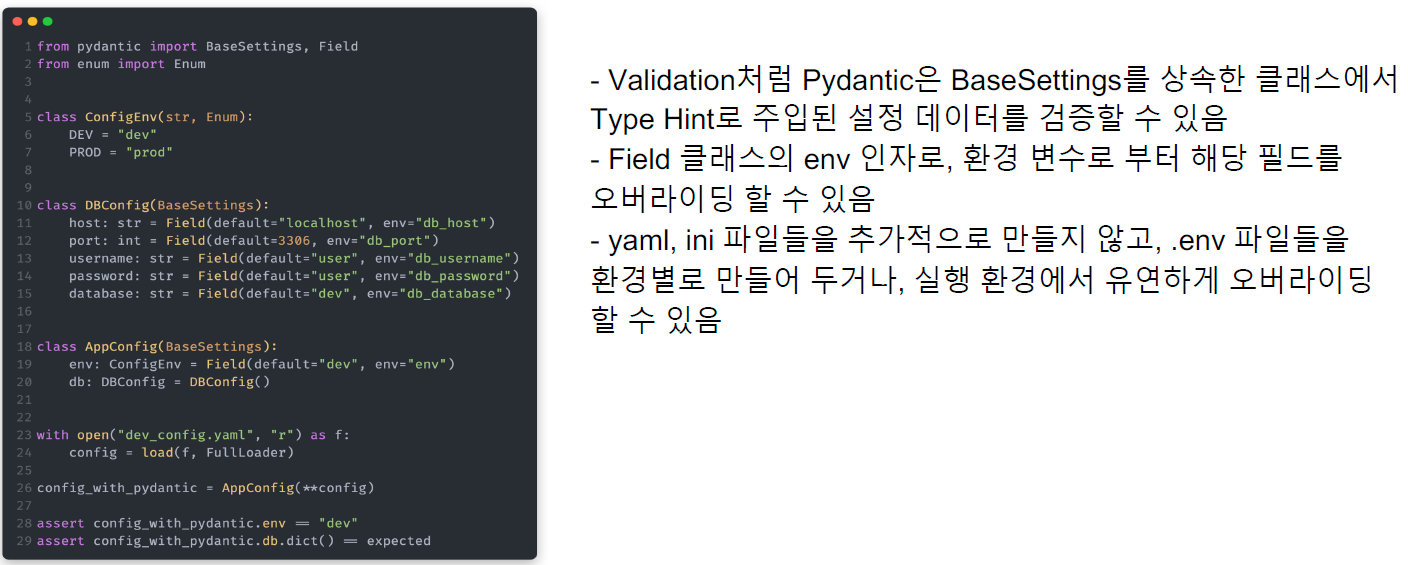 1 from pydantic import BaseSettings, Field
2 from enum import Enum
3
4
5 class ConfigEnv(str, Enum):
6     DEV = "dev"
7     PROD = "prod"
8
9
10 class DBConfig(BaseSettings):
11     host: str = Field(default="localhost", env="db_host")
12     port: int = Field(default=3306, env="db_port")
13     username: str = Field(default="user", env="db_username")
14     password: str = Field(default="user", env="db_password")
15     database: str = Field(default="dev", env="db_database")
16
17
18 class AppConfig(BaseSettings):
19     env: ConfigEnv = Field(default="dev", env="env")
20     db: DBConfig = DBConfig()
21
22
23 with open("dev_config.yaml", "r") as f:
24     config = load(f, FullLoader)
25
26 config_with_pydantic = AppConfig(**config)
27
28 assert config_with_pydantic.env == "dev"
29 assert config_with_pydantic.db.dict() == expected
- Validation처럼 Pydantic은 BaseSettings를 상속한 클래스에서
Type Hint로 주입된 설정 데이터를 검증할 수 있음
- Field 클래스의 env 인자로, 환경 변수로 부터 해당 필드를
오버라이딩 할 수 있음
- yaml, ini 파일들을 추가적으로 만들지 않고, .env 파일들을
환경별로 만들어 두거나, 실행 환경에서 유연하게 오버라이딩
할 수 있음